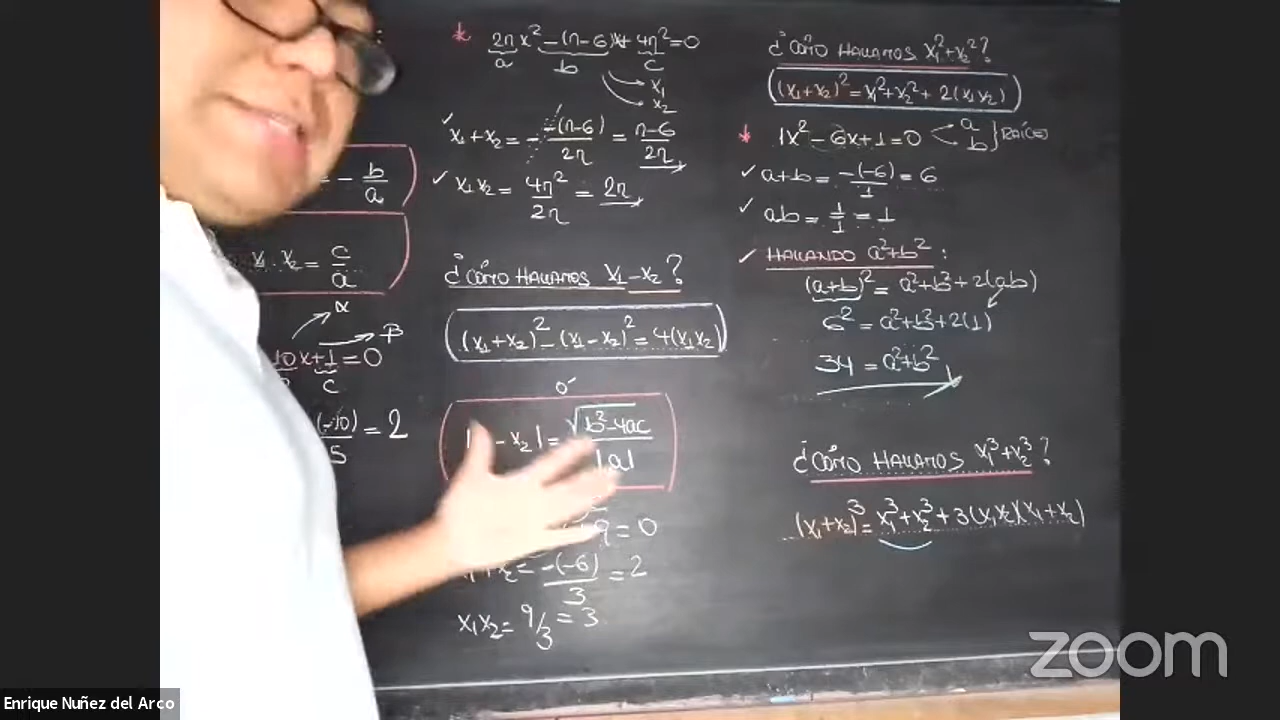 = - b/a
x₁ . x₂ = c/a
α
β
10x+1=0
c
(-10)/5 = 2
* 2n x² -(n-6)x+ 4n²=0
a b c
x₁
x₂
✓ x₁ + x₂ = - -(n-6)/2n = n-6/2n
✓ x₁ x₂ = 4n²/2n = 2n
¿CÓMO HALLAMOS x₁-x₂?
(x₁+x₂)² - (x₁-x₂)² = 4(x₁x₂)
ó
- x₂| = √b²-4ac / |a|
9=0
x₂ = -(-6)/3 = 2
x₁x₂ = 9/3 = 3
¿CÓMO HALLAMOS x₁²+x₂²?
(x₁+x₂)² = x₁²+x₂² + 2(x₁x₂)
* 1x² - 6x+1=0 < a b } RAÍCES
✓ a+b = -(-6)/1 = 6
✓ ab = 1/1 = 1
✓ HALLANDO a²+b² :
(a+b)² = a²+b²+2(ab)
6² = a²+b²+2(1)
34 = a²+b²
¿CÓMO HALLAMOS x₁³+x₂³?
(x₁+x₂)³ = x₁³+x₂³+3(x₁x₂)(x₁+x₂)
zoom
Enrique Nuñez del Arco